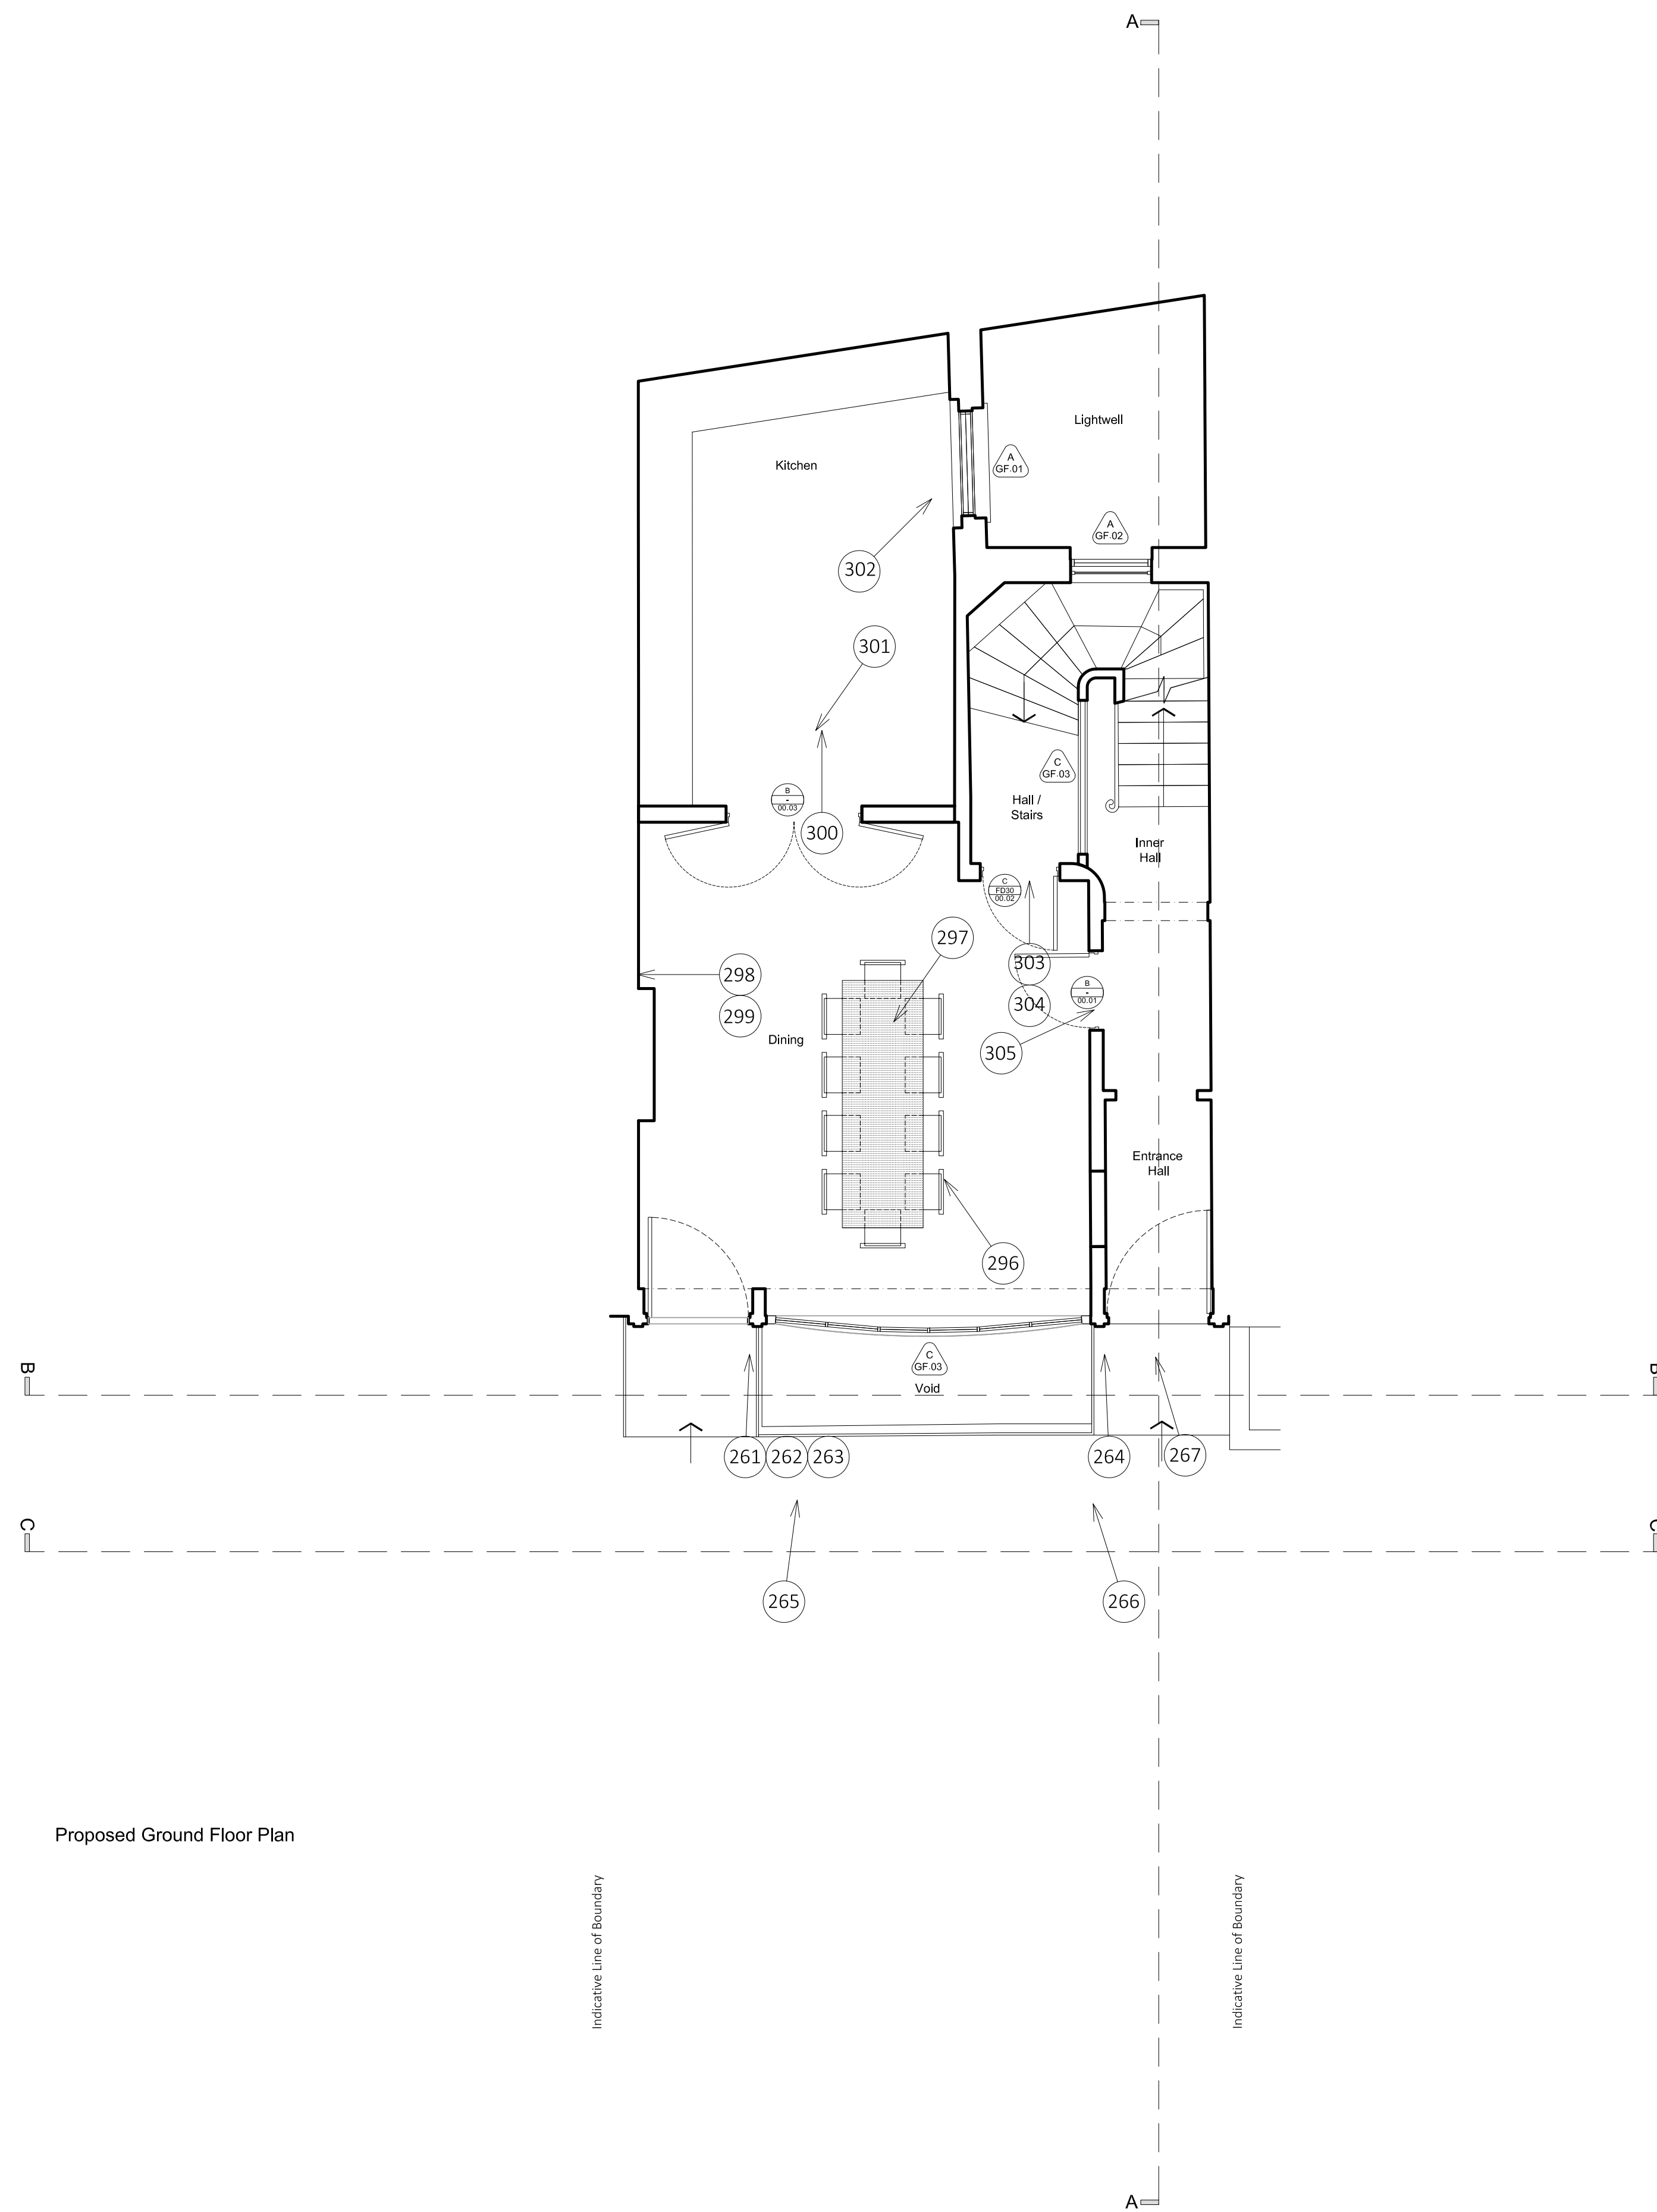 A
Lightwell
Kitchen
A
GF.01
A
GF.02
302
301
C
GF.03
B
-
00.03
Hall /
Stairs
300
Inner
Hall
C
FD30
00.02
297
303
298
B
-
00.01
304
299
Dining
305
Entrance
Hall
296
C
GF.03
B
B
Void
261
262
263
264
267
C
C
265
266
Proposed Ground Floor Plan
Indicative Line of Boundary
Indicative Line of Boundary
A